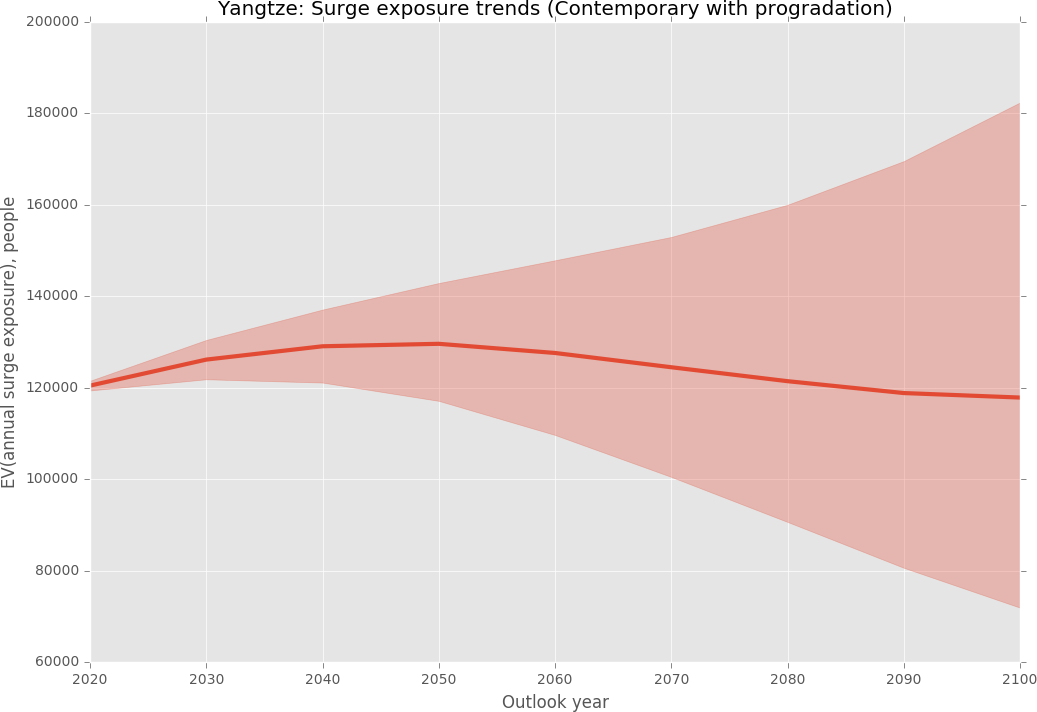 Yangtze: Surge exposure trends (Contemporary with progradation)
EV(annual surge exposure), people
200000
180000
160000
140000
120000
100000
80000
60000
2020 2030 2040 2050 2060 2070 2080 2090 2100
Outlook year